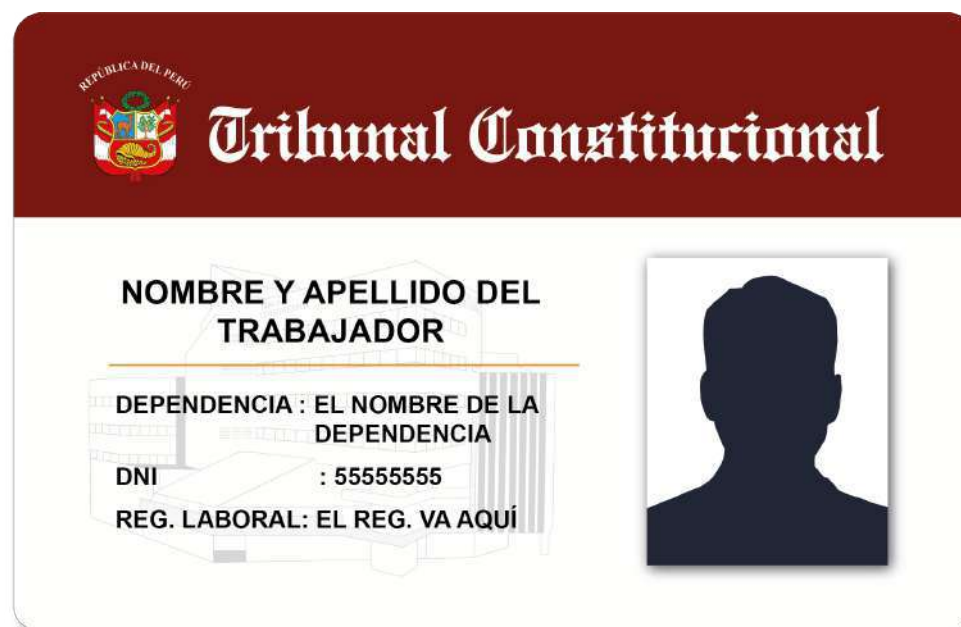 REPÚBLICA DEL PERÚ
Tribunal Constitucional
NOMBRE Y APELLIDO DEL
TRABAJADOR
DEPENDENCIA : EL NOMBRE DE LA
DEPENDENCIA
DNI : 55555555
REG. LABORAL: EL REG. VA AQUÍ